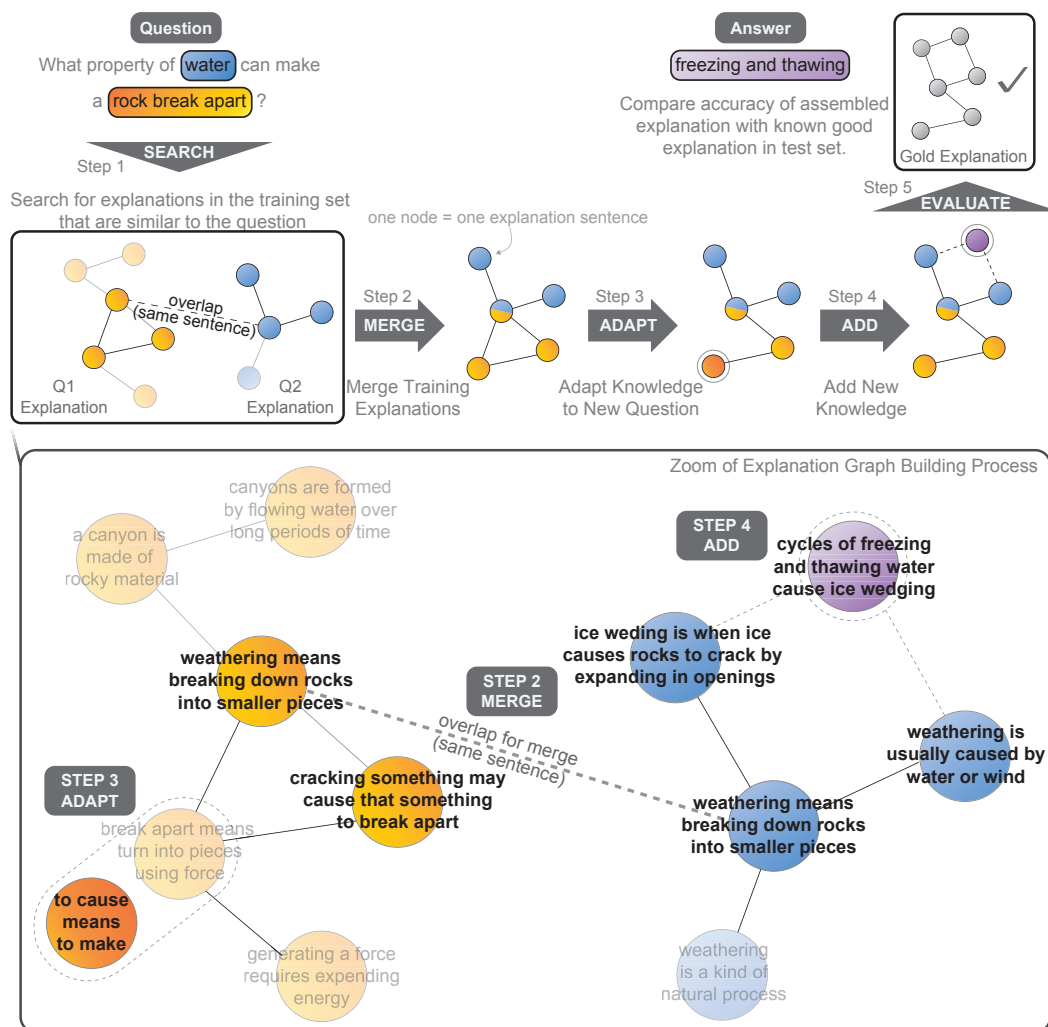 Question
What property of water can make
a rock break apart ?
Answer
freezing and thawing
Compare accuracy of assembled
explanation with known good
explanation in test set.
Gold Explanation
Step 1
SEARCH
Search for explanations in the training set
that are similar to the question
overlap
(same sentence)
Q1
Explanation
Q2
Explanation
one node = one explanation sentence
Step 2
MERGE
Merge Training
Explanations
Step 3
ADAPT
Adapt Knowledge
to New Question
Step 4
ADD
Add New
Knowledge
Step 5
EVALUATE
Zoom of Explanation Graph Building Process
canyons are formed
by flowing water over
long periods of time
a canyon is
made of
rocky material
weathering means
breaking down rocks
into smaller pieces
cracking something may
cause that something
to break apart
STEP 3
ADAPT
break apart means
turn into pieces
using force
to cause
means
to make
generating a force
requires expending
energy
STEP 2
MERGE
overlap for merge
(same sentence)
STEP 4
ADD
cycles of freezing
and thawing water
cause ice wedging
ice weding is when ice
causes rocks to crack by
expanding in openings
weathering is
usually caused by
water or wind
weathering means
breaking down rocks
into smaller pieces
weathering
is a kind of
natural process